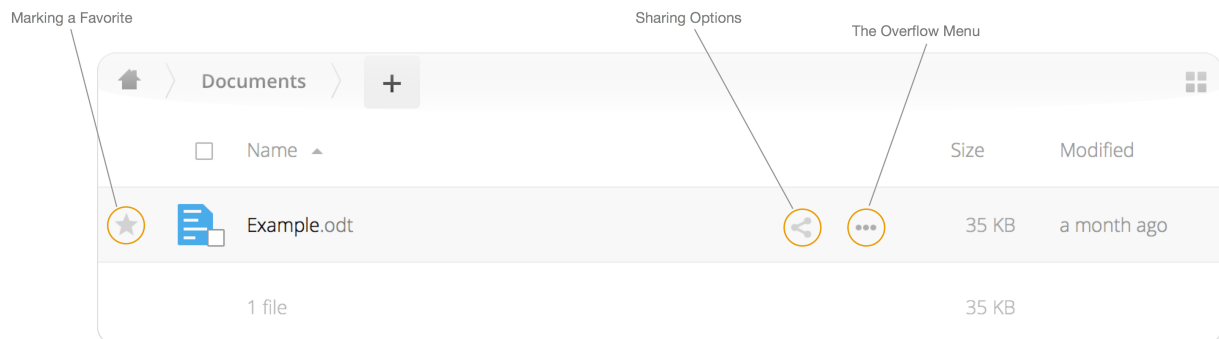 Marking a Favorite
Sharing Options
The Overflow Menu
Documents +
Name Size Modified
Example.odt 35 KB a month ago
1 file 35 KB